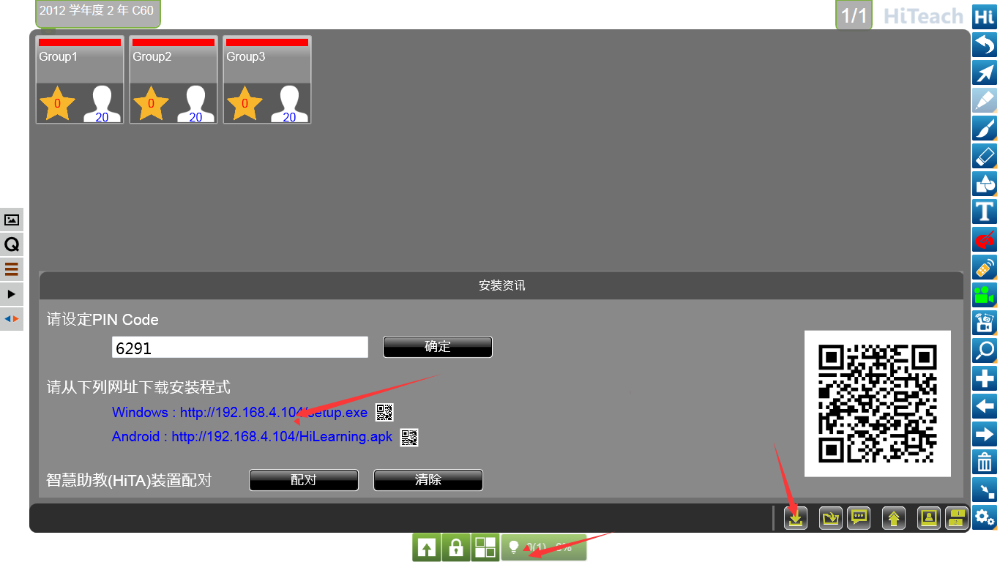 2012 学年度 2 年 C60
1/1
HiTeach
Hi
Group1
Group2
Group3
0
20
0
20
0
20
Q
T
安装资讯
请设定PIN Code
6291
确定
请从下列网址下载安装程式
Windows : http://192.168.4.104/setup.exe
Android : http://192.168.4.104/HiLearning.apk
智慧助教(HiTA)装置配对
配对
清除
0(1)
0%